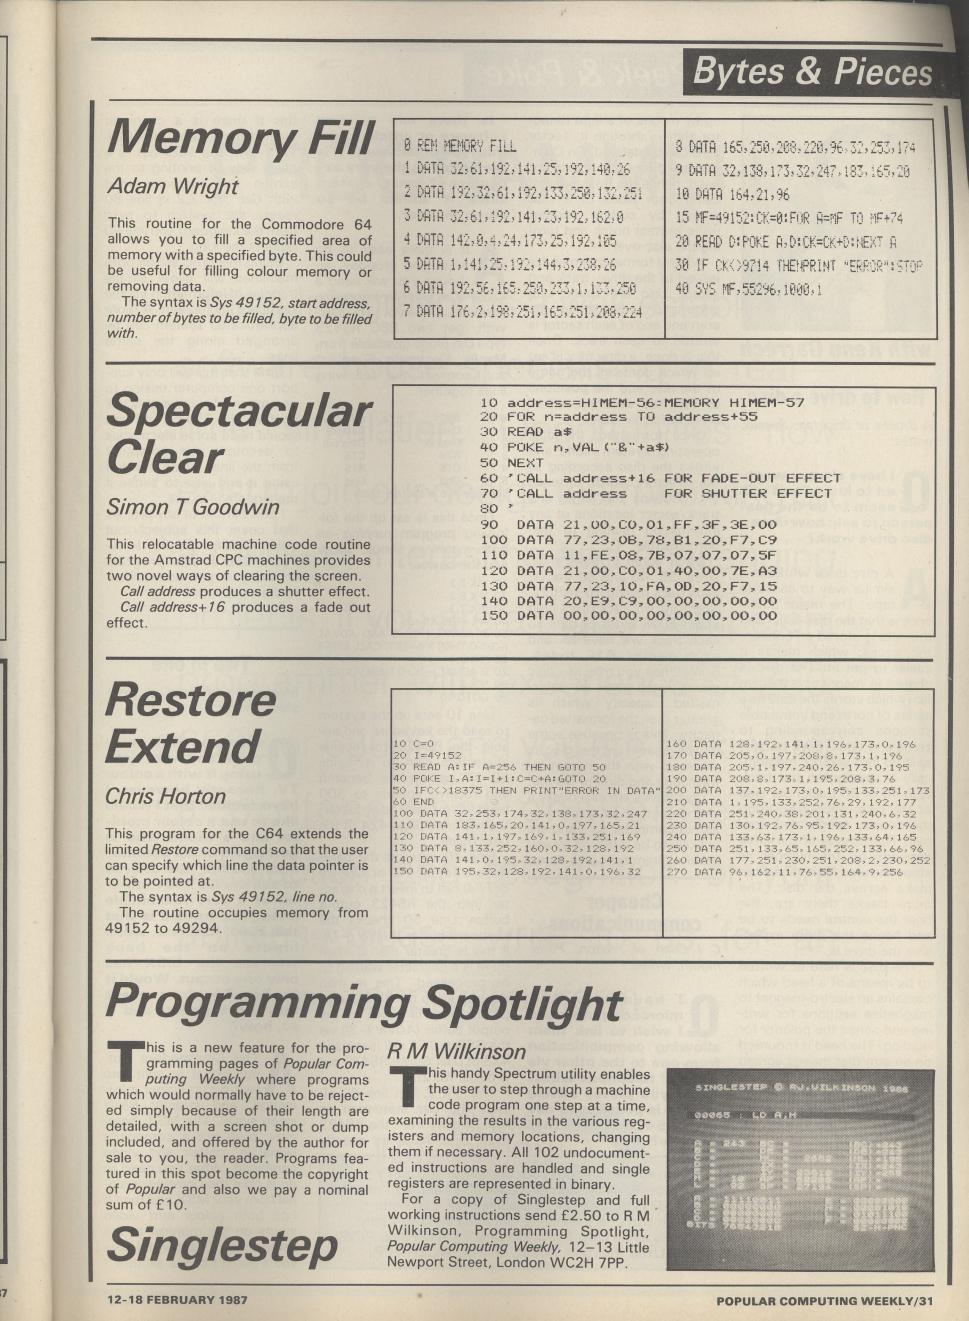 Bytes & Pieces
Memory Fill
Adam Wright
This routine for the Commodore 64
allows you to fill a specified area of
memory with a specified byte. This could
be useful for filling colour memory or
removing data.
The syntax is Sys 49152, start address,
number of bytes to be filled, byte to be filled
with.
0 REM MEMORY FILL
1 DATA 32,61,192,141,25,192,140,26
2 DATA 192,32,61,192,133,250,132,251
3 DATA 32,61,192,141,23,192,162,0
4 DATA 142,0,4,24,173,25,192,105
5 DATA 1,141,25,192,144,3,238,26
6 DATA 192,56,165,250,233,1,133,250
7 DATA 176,2,198,251,165,251,208,224
8 DATA 165,250,208,220,96,32,253,174
9 DATA 32,138,173,32,247,183,165,20
10 DATA 164,21,96
15 MF=49152:CK=0:FOR A=MF TO MF+74
20 READ D:POKE A,D:CK=CK+D:NEXT A
30 IF CK<>9714 THENPRINT "ERROR":STOP
40 SYS MF,55296,1000,1
Spectacular
Clear
Simon T Goodwin
This relocatable machine code routine
for the Amstrad CPC machines provides
two novel ways of clearing the screen.
Call address produces a shutter effect.
Call address+16 produces a fade out
effect.
10 address=HIMEM-56:MEMORY HIMEM-57
20 FOR n=address TO address+55
30 READ a$
40 POKE n,VAL("&"+a$)
50 NEXT
60 'CALL address+16 FOR FADE-OUT EFFECT
70 'CALL address FOR SHUTTER EFFECT
80 '
90 DATA 21,00,C0,01,FF,3F,3E,00
100 DATA 77,23,0B,78,B1,20,F7,C9
110 DATA 11,FE,08,7B,07,07,07,5F
120 DATA 21,00,C0,01,40,00,7E,A3
130 DATA 77,23,10,FA,0D,20,F7,15
140 DATA 20,E9,C9,00,00,00,00,00
150 DATA 00,00,00,00,00,00,00,00
Restore
Extend
Chris Horton
This program for the C64 extends the
limited Restore command so that the user
can specify which line the data pointer is
to be pointed at.
The syntax is Sys 49152, line no.
The routine occupies memory from
49152 to 49294.
10 C=0
20 I=49152
30 READ A:IF A=256 THEN GOTO 50
40 POKE I,A:I=I+1:C=C+A:GOTO 20
50 IFC<>18375 THEN PRINT"ERROR IN DATA"
60 END
100 DATA 32,253,174,32,138,173,32,247
110 DATA 183,165,20,141,0,197,165,21
120 DATA 141,1,197,169,1,133,251,169
130 DATA 8,133,252,160,0,32,128,192
140 DATA 141,0,195,32,128,192,141,1
150 DATA 195,32,128,192,141,0,196,32
160 DATA 128,192,141,1,196,173,0,196
170 DATA 205,0,197,208,8,173,1,196
180 DATA 205,1,197,240,26,173,0,195
190 DATA 208,8,173,1,195,208,3,76
200 DATA 137,192,173,0,195,133,251,173
210 DATA 1,195,133,252,76,29,192,177
220 DATA 251,240,38,201,131,240,6,32
230 DATA 130,192,76,95,192,173,0,196
240 DATA 133,63,173,1,196,133,64,165
250 DATA 251,133,65,165,252,133,66,96
260 DATA 177,251,230,251,208,2,230,252
270 DATA 96,162,11,76,55,164,9,256
Programming Spotlight
This is a new feature for the pro-
gramming pages of Popular Com-
puting Weekly where programs
which would normally have to be reject-
ed simply because of their length are
detailed, with a screen shot or dump
included, and offered by the author for
sale to you, the reader. Programs fea-
tured in this spot become the copyright
of Popular and also we pay a nominal
sum of £10.
Singlestep
R M Wilkinson
This handy Spectrum utility enables
the user to step through a machine
code program one step at a time,
examining the results in the various reg-
isters and memory locations, changing
them if necessary. All 102 undocument-
ed instructions are handled and single
registers are represented in binary.
For a copy of Singlestep and full
working instructions send £2.50 to R M
Wilkinson, Programming Spotlight,
Popular Computing Weekly, 12–13 Little
Newport Street, London WC2H 7PP.
SINGLESTEP © RJ.WILKINSON 1986
00065 : LD A,H
12-18 FEBRUARY 1987
POPULAR COMPUTING WEEKLY/31